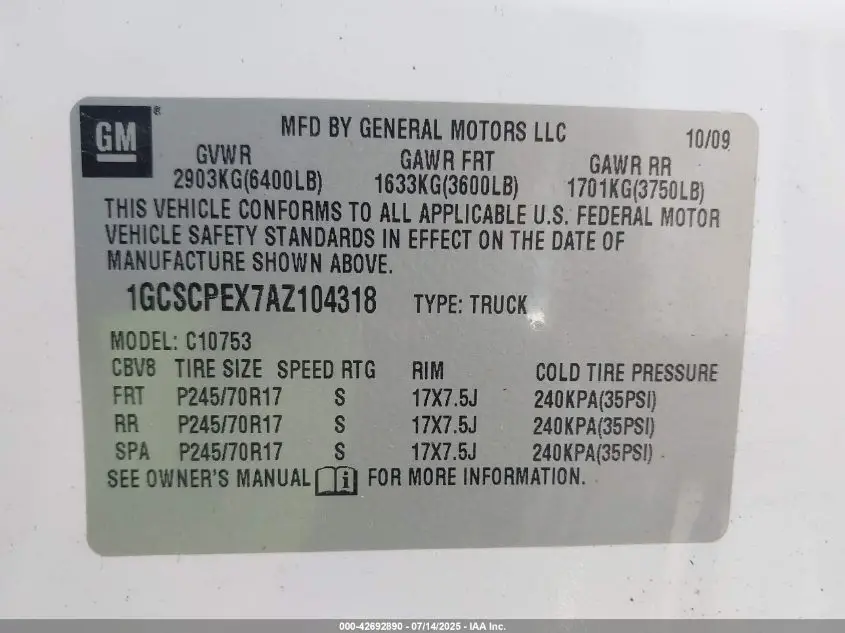 GM®
MFD BY GENERAL MOTORS LLC 10/09
GVWR GAWR FRT GAWR RR
2903KG(6400LB) 1633KG(3600LB) 1701KG(3750LB)
THIS VEHICLE CONFORMS TO ALL APPLICABLE U.S. FEDERAL MOTOR
VEHICLE SAFETY STANDARDS IN EFFECT ON THE DATE OF
MANUFACTURE SHOWN ABOVE.
1GCSCPEX7AZ104318 TYPE: TRUCK
MODEL: C10753
CBV8 TIRE SIZE SPEED RTG RIM COLD TIRE PRESSURE
FRT P245/70R17 S 17X7.5J 240KPA(35PSI)
RR P245/70R17 S 17X7.5J 240KPA(35PSI)
SPA P245/70R17 S 17X7.5J 240KPA(35PSI)
SEE OWNER'S MANUAL i FOR MORE INFORMATION.
000-42692890 - 07/14/2025 - IAA Inc.